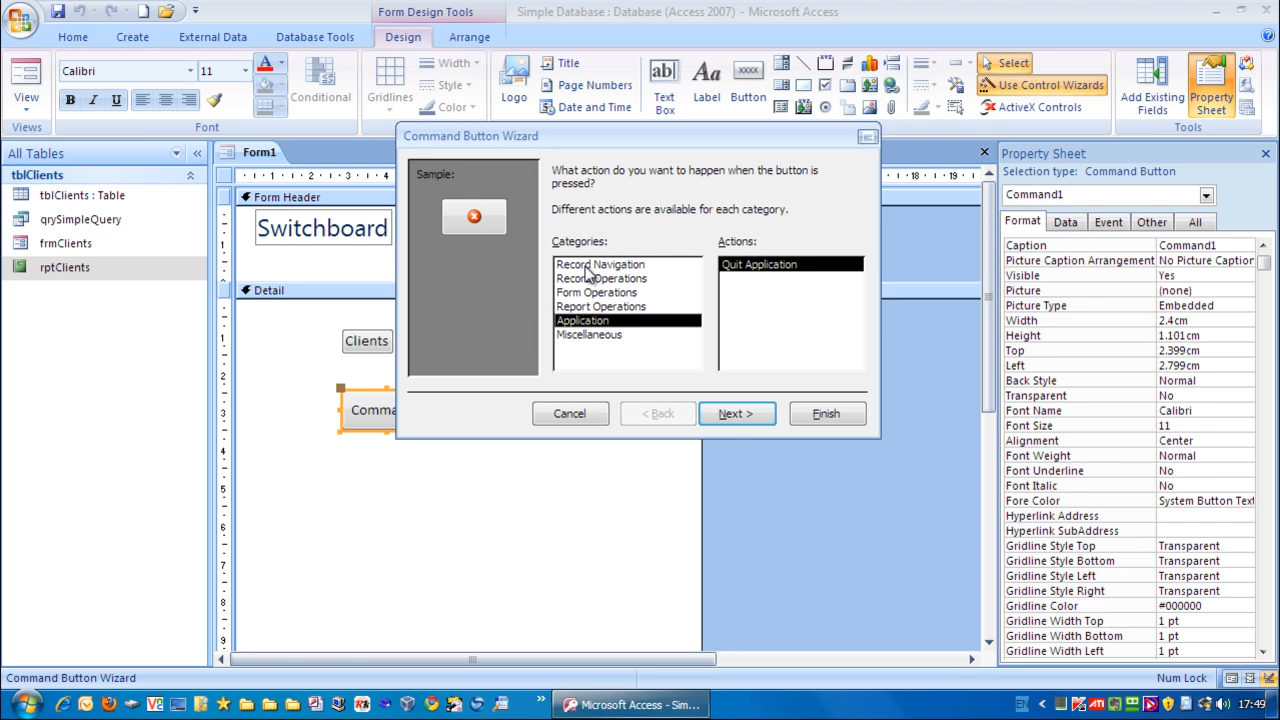 Form Design Tools
Simple Database : Database (Access 2007) - Microsoft Access
Home
Create
External Data
Database Tools
Design
Arrange
View
Views
Calibri
11
B I U
Conditional
Font
Gridlines
Width
Style
Color
Gridlines
Logo
Title
Page Numbers
Date and Time
ab|
Text Box
Aa
Label
xxxx
Button
Select
Use Control Wizards
ActiveX Controls
Add Existing Fields
Property Sheet
Tools
All Tables
tblClients
tblClients : Table
qrySimpleQuery
frmClients
rptClients
Form1
Form Header
Switchboard
Detail
Clients
Comma
Command Button Wizard
Sample:
What action do you want to happen when the button is
pressed?
Different actions are available for each category.
Categories:
Record Navigation
Record Operations
Form Operations
Report Operations
Application
Miscellaneous
Actions:
Quit Application
Cancel
< Back
Next >
Finish
Property Sheet
Selection type: Command Button
Command1
Format
Data
Event
Other
All
Caption Command1
Picture Caption Arrangement No Picture Caption
Visible Yes
Picture (none)
Picture Type Embedded
Width 2.4cm
Height 1.101cm
Top 2.399cm
Left 2.799cm
Back Style Normal
Transparent No
Font Name Calibri
Font Size 11
Alignment Center
Font Weight Normal
Font Underline No
Font Italic No
Fore Color System Button Text
Hyperlink Address
Hyperlink SubAddress
Gridline Style Top Transparent
Gridline Style Bottom Transparent
Gridline Style Left Transparent
Gridline Style Right Transparent
Gridline Color #000000
Gridline Width Top 1 pt
Gridline Width Bottom 1 pt
Gridline Width Left 1 pt
Command Button Wizard
Num Lock
Microsoft Access - Sim...
EN
17:49